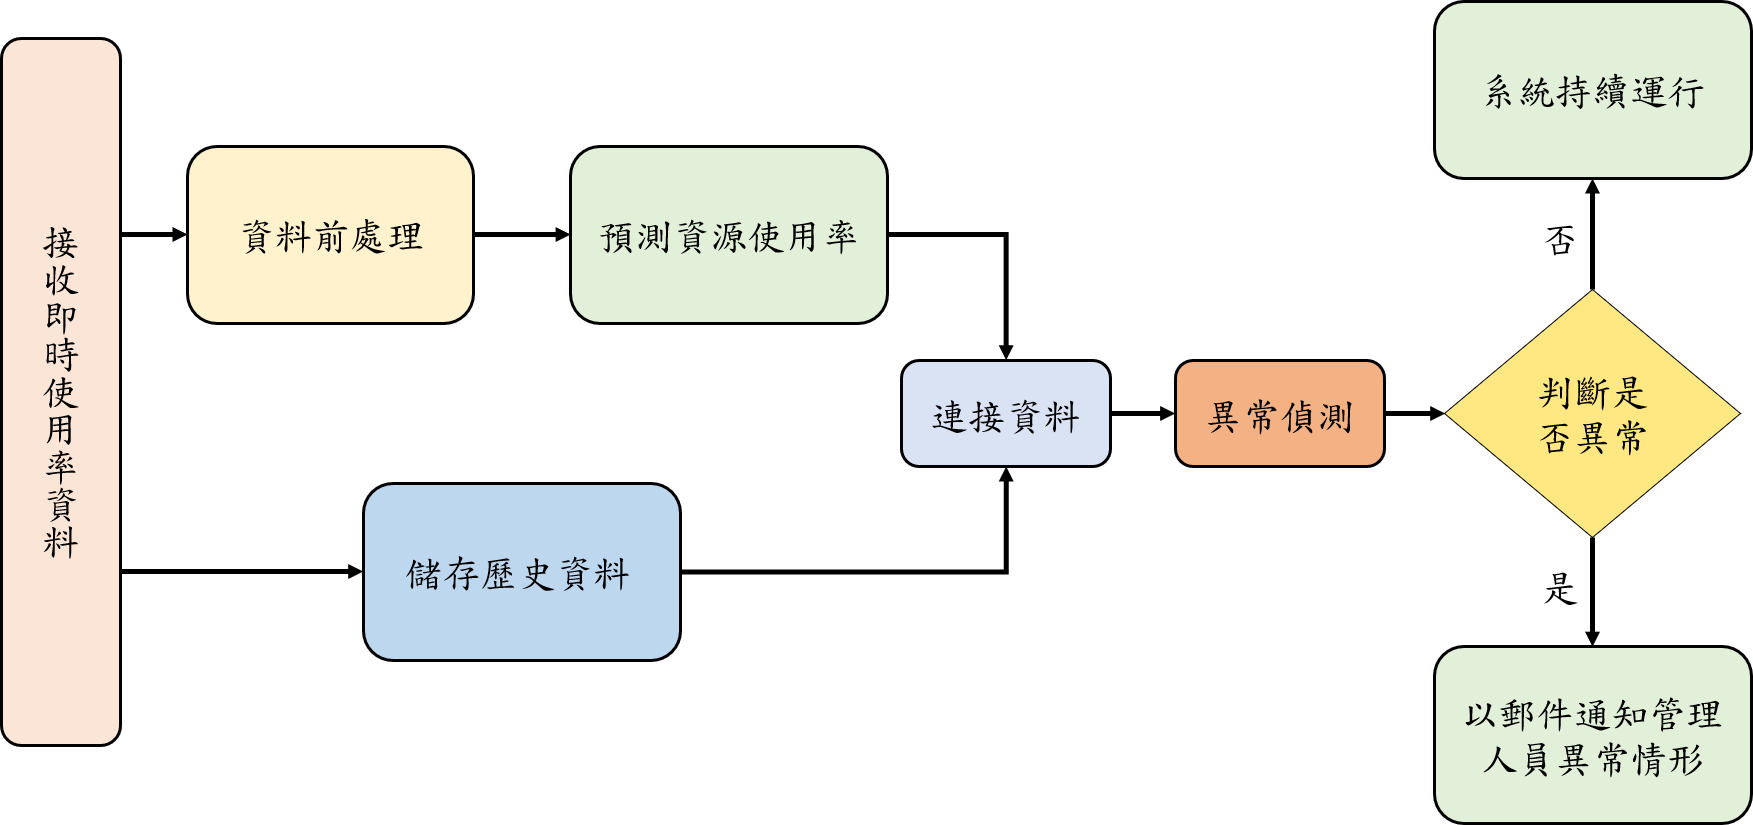 接收即時使用率資料
資料前處理
預測資源使用率
儲存歷史資料
連接資料
異常偵測
判斷是
否異常
否
系統持續運行
是
以郵件通知管理
人員異常情形